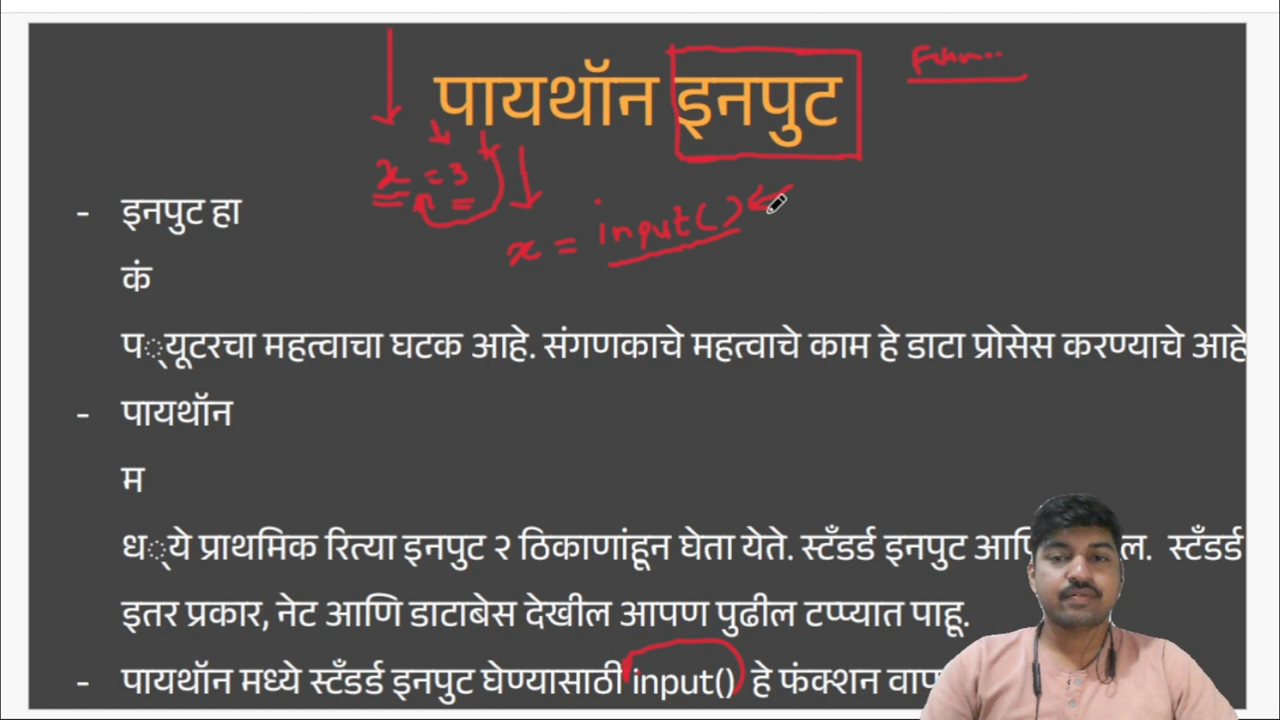 पायथॉन इनपुट
x = 3
x = input()
- इनपुट हा
कं
प्यूटरचा महत्वाचा घटक आहे. संगणकाचे महत्वाचे काम हे डाटा प्रोसेस करण्याचे आहे
- पायथॉन
म
ध्ये प्राथमिक रित्या इनपुट २ ठिकाणांहून घेता येते. स्टँडर्ड इनपुट स्टँडर्ड
इतर प्रकार, नेट आणि डाटाबेस देखील आपण पुढील टप्प्यात पाहू.
- पायथॉन मध्ये स्टँडर्ड इनपुट घेण्यासाठी input() हे फंक्शन